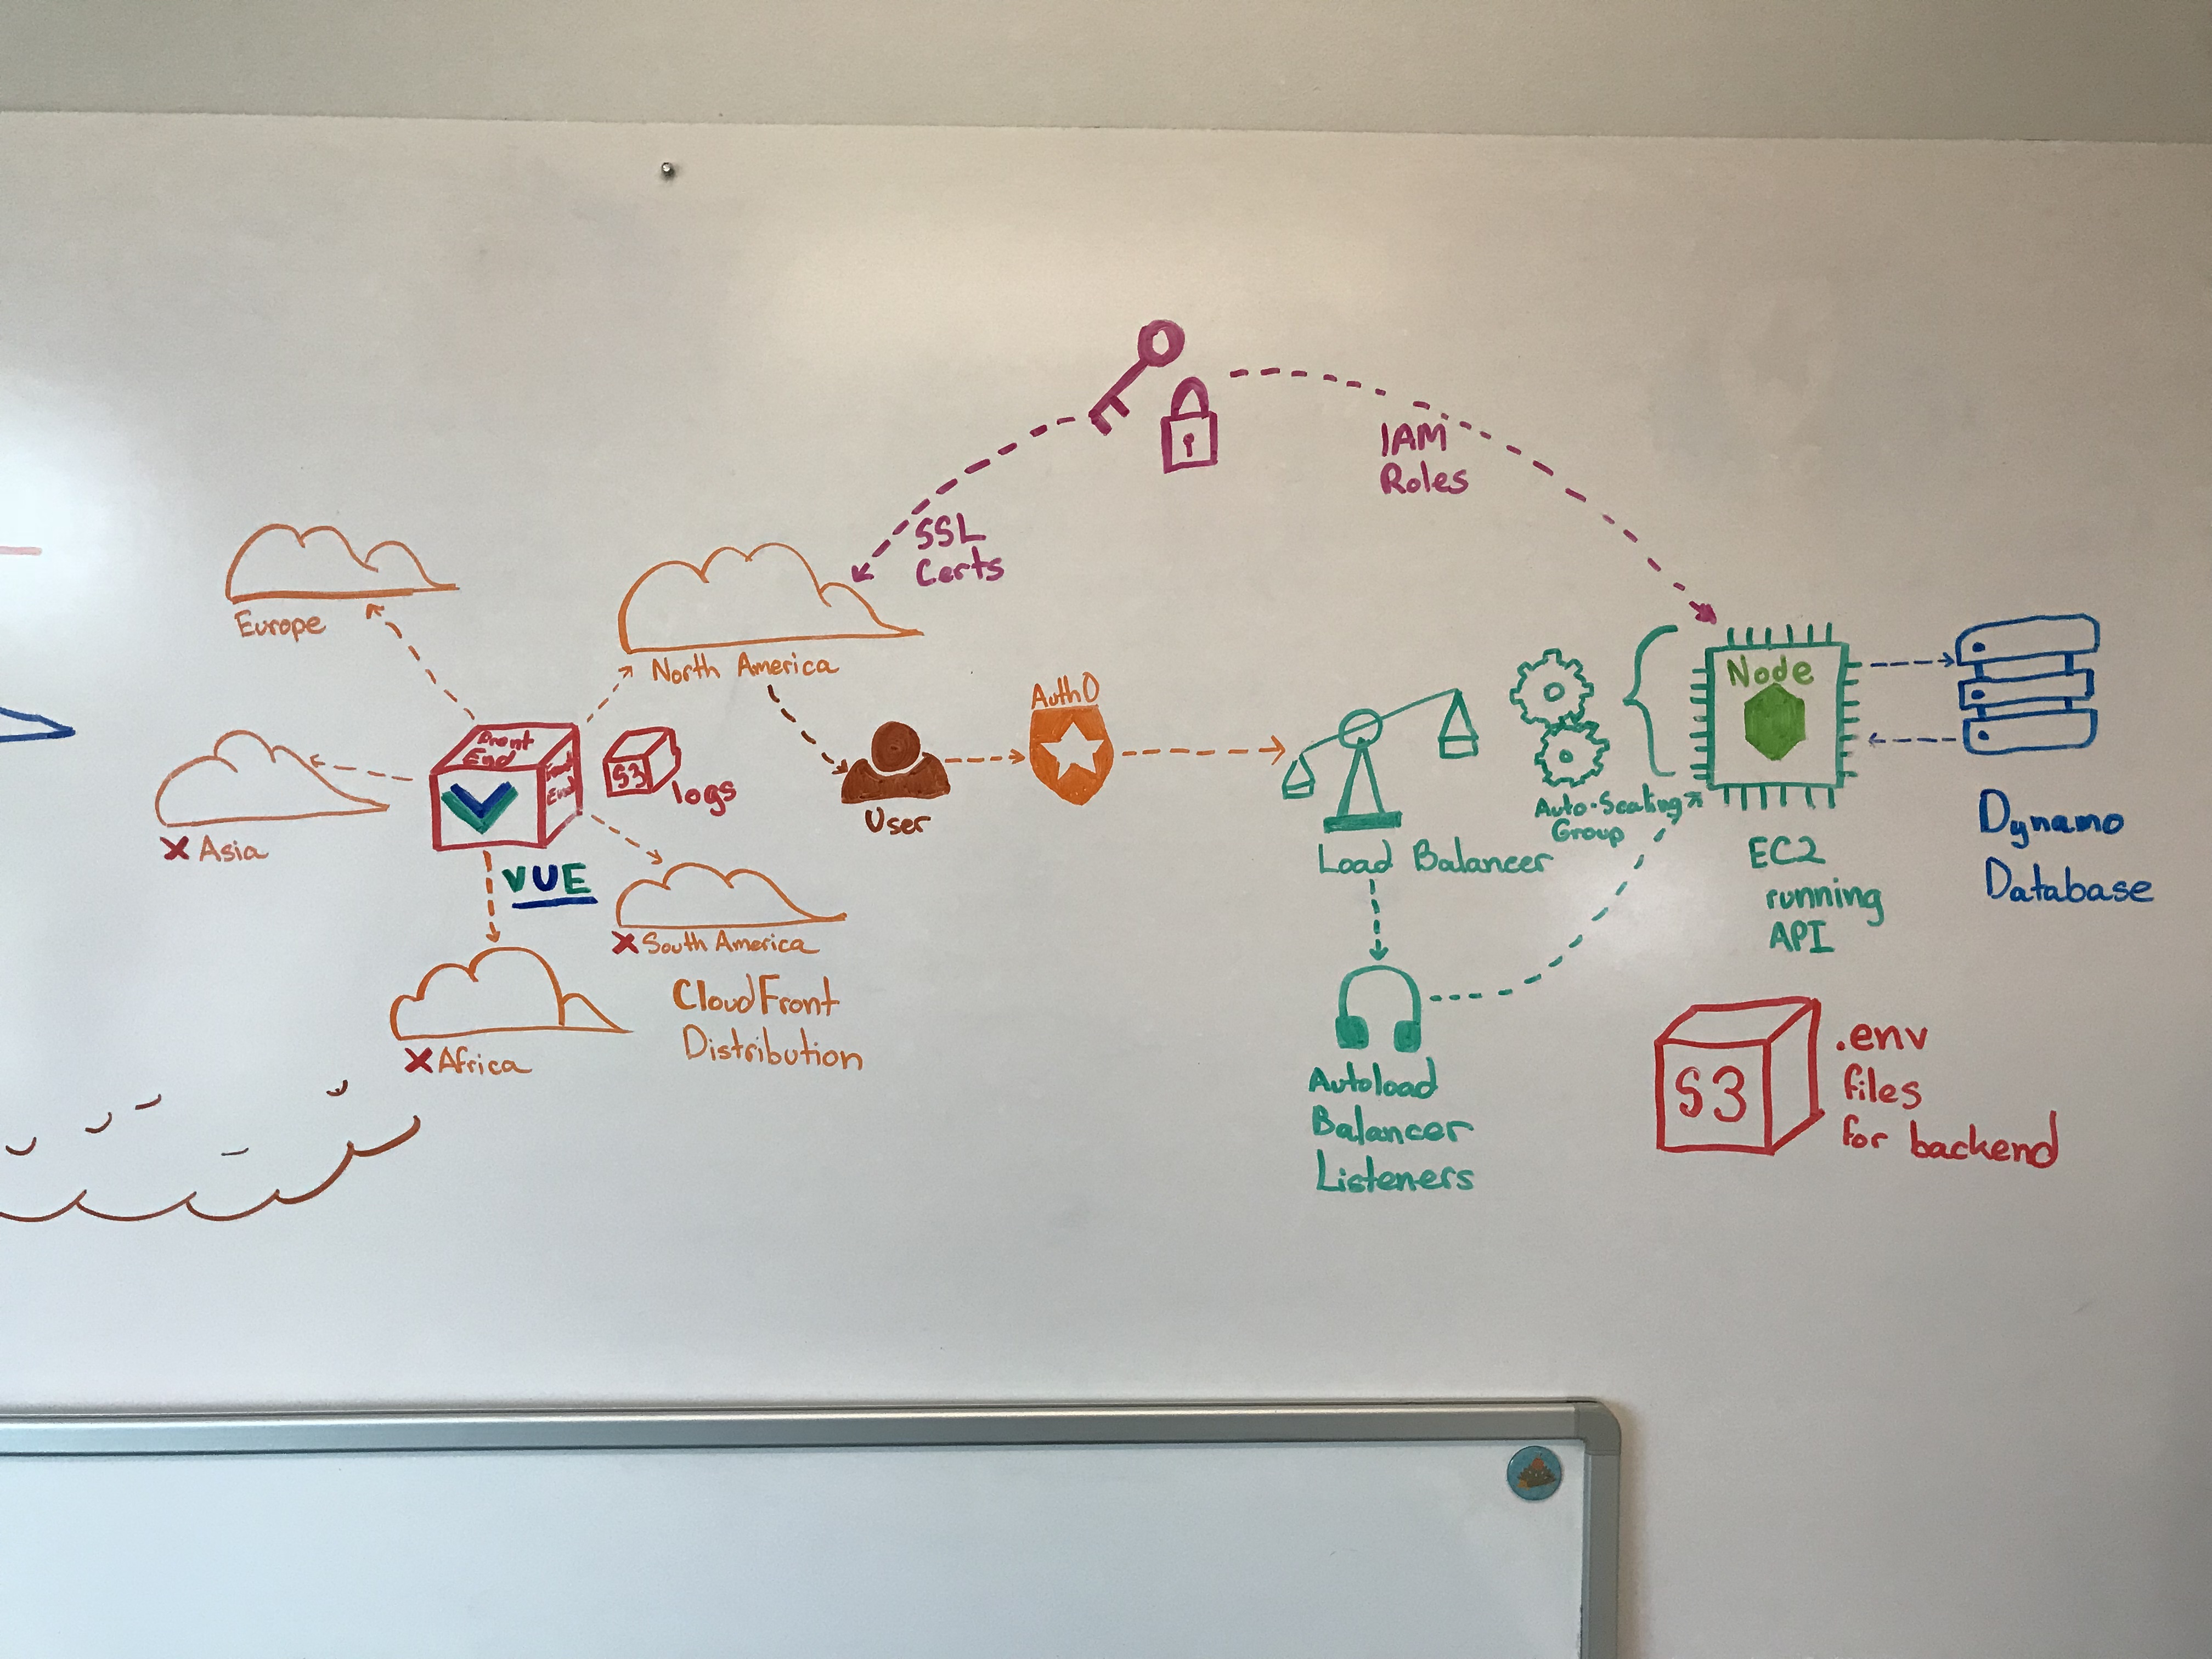 IAM
Roles
SSL
Certs
Europe
North America
Asia
Front
End
Front
End
S3
logs
VUE
South America
CloudFront
Distribution
Africa
User
Auth0
Load Balancer
Auto-Scaling
Group
Autoload
Balancer
Listeners
Node
EC2
running
API
Dynamo
Database
S3
.env
files
for backend